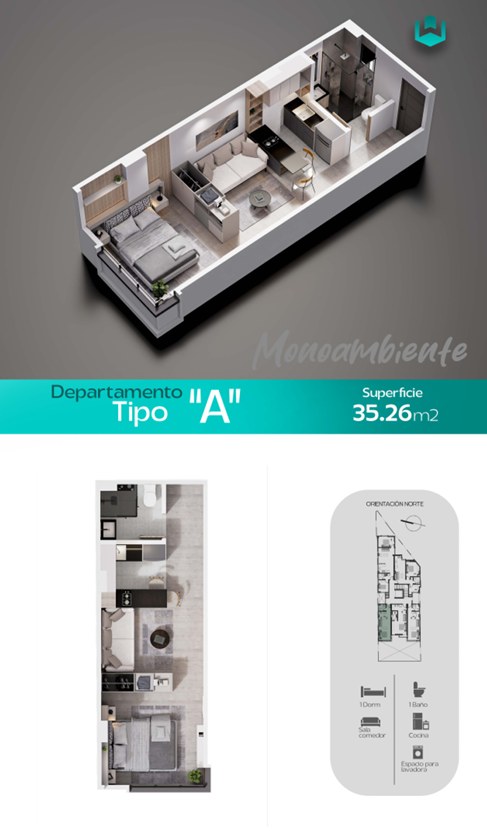 Monoambiente
Departamento
Tipo "A"
Superficie
35.26m2
ORIENTACIÓN NORTE
1 Dorm
1 Baño
Sala
comedor
Cocina
Espacio para
lavadora